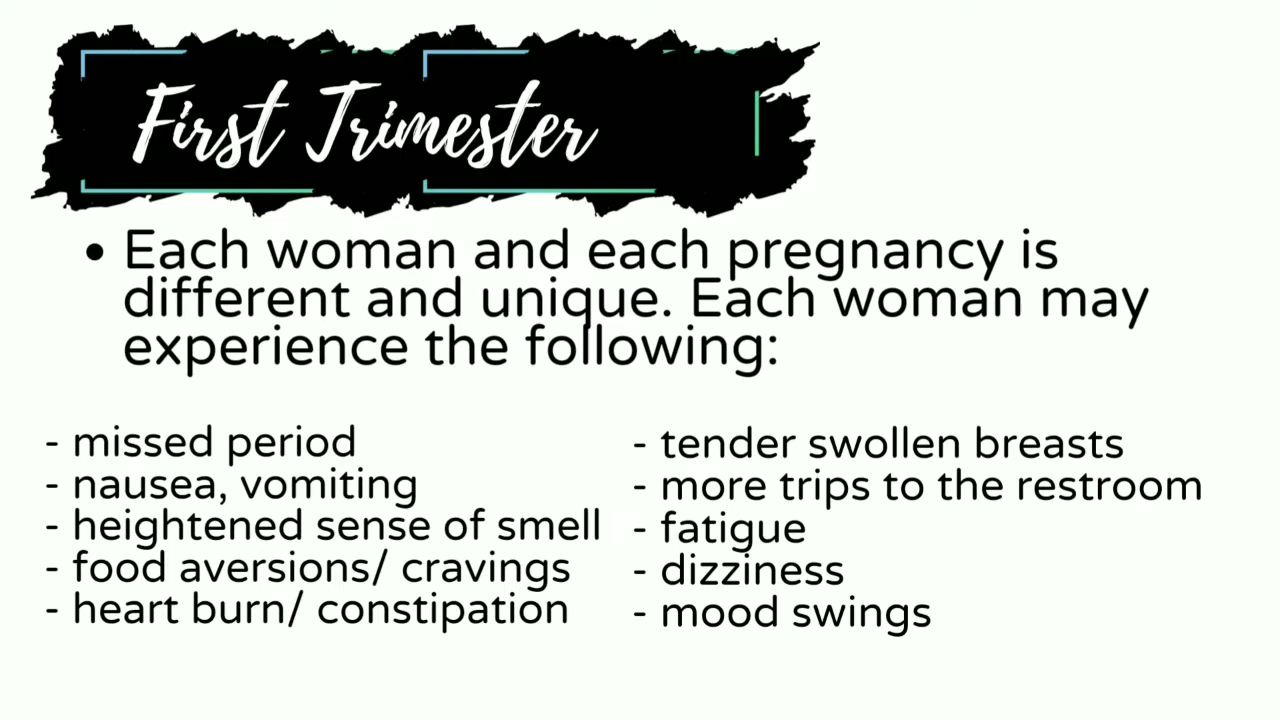 First Trimester
• Each woman and each pregnancy is
different and unique. Each woman may
experience the following:
- missed period
- nausea, vomiting
- heightened sense of smell
- food aversions/ cravings
- heart burn/ constipation
- tender swollen breasts
- more trips to the restroom
- fatigue
- dizziness
- mood swings